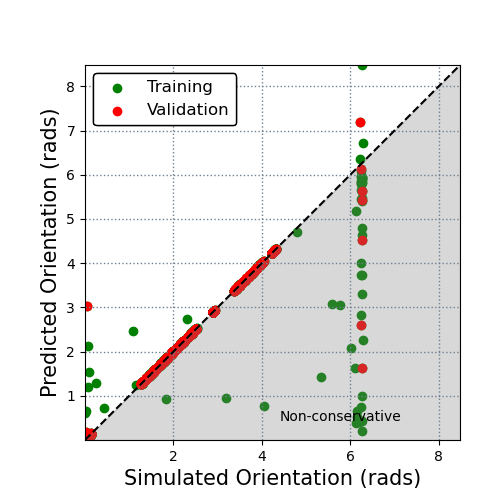 Training
Validation
8
7
6
5
4
3
2
1
Predicted Orientation (rads)
Non-conservative
2
4
6
8
Simulated Orientation (rads)